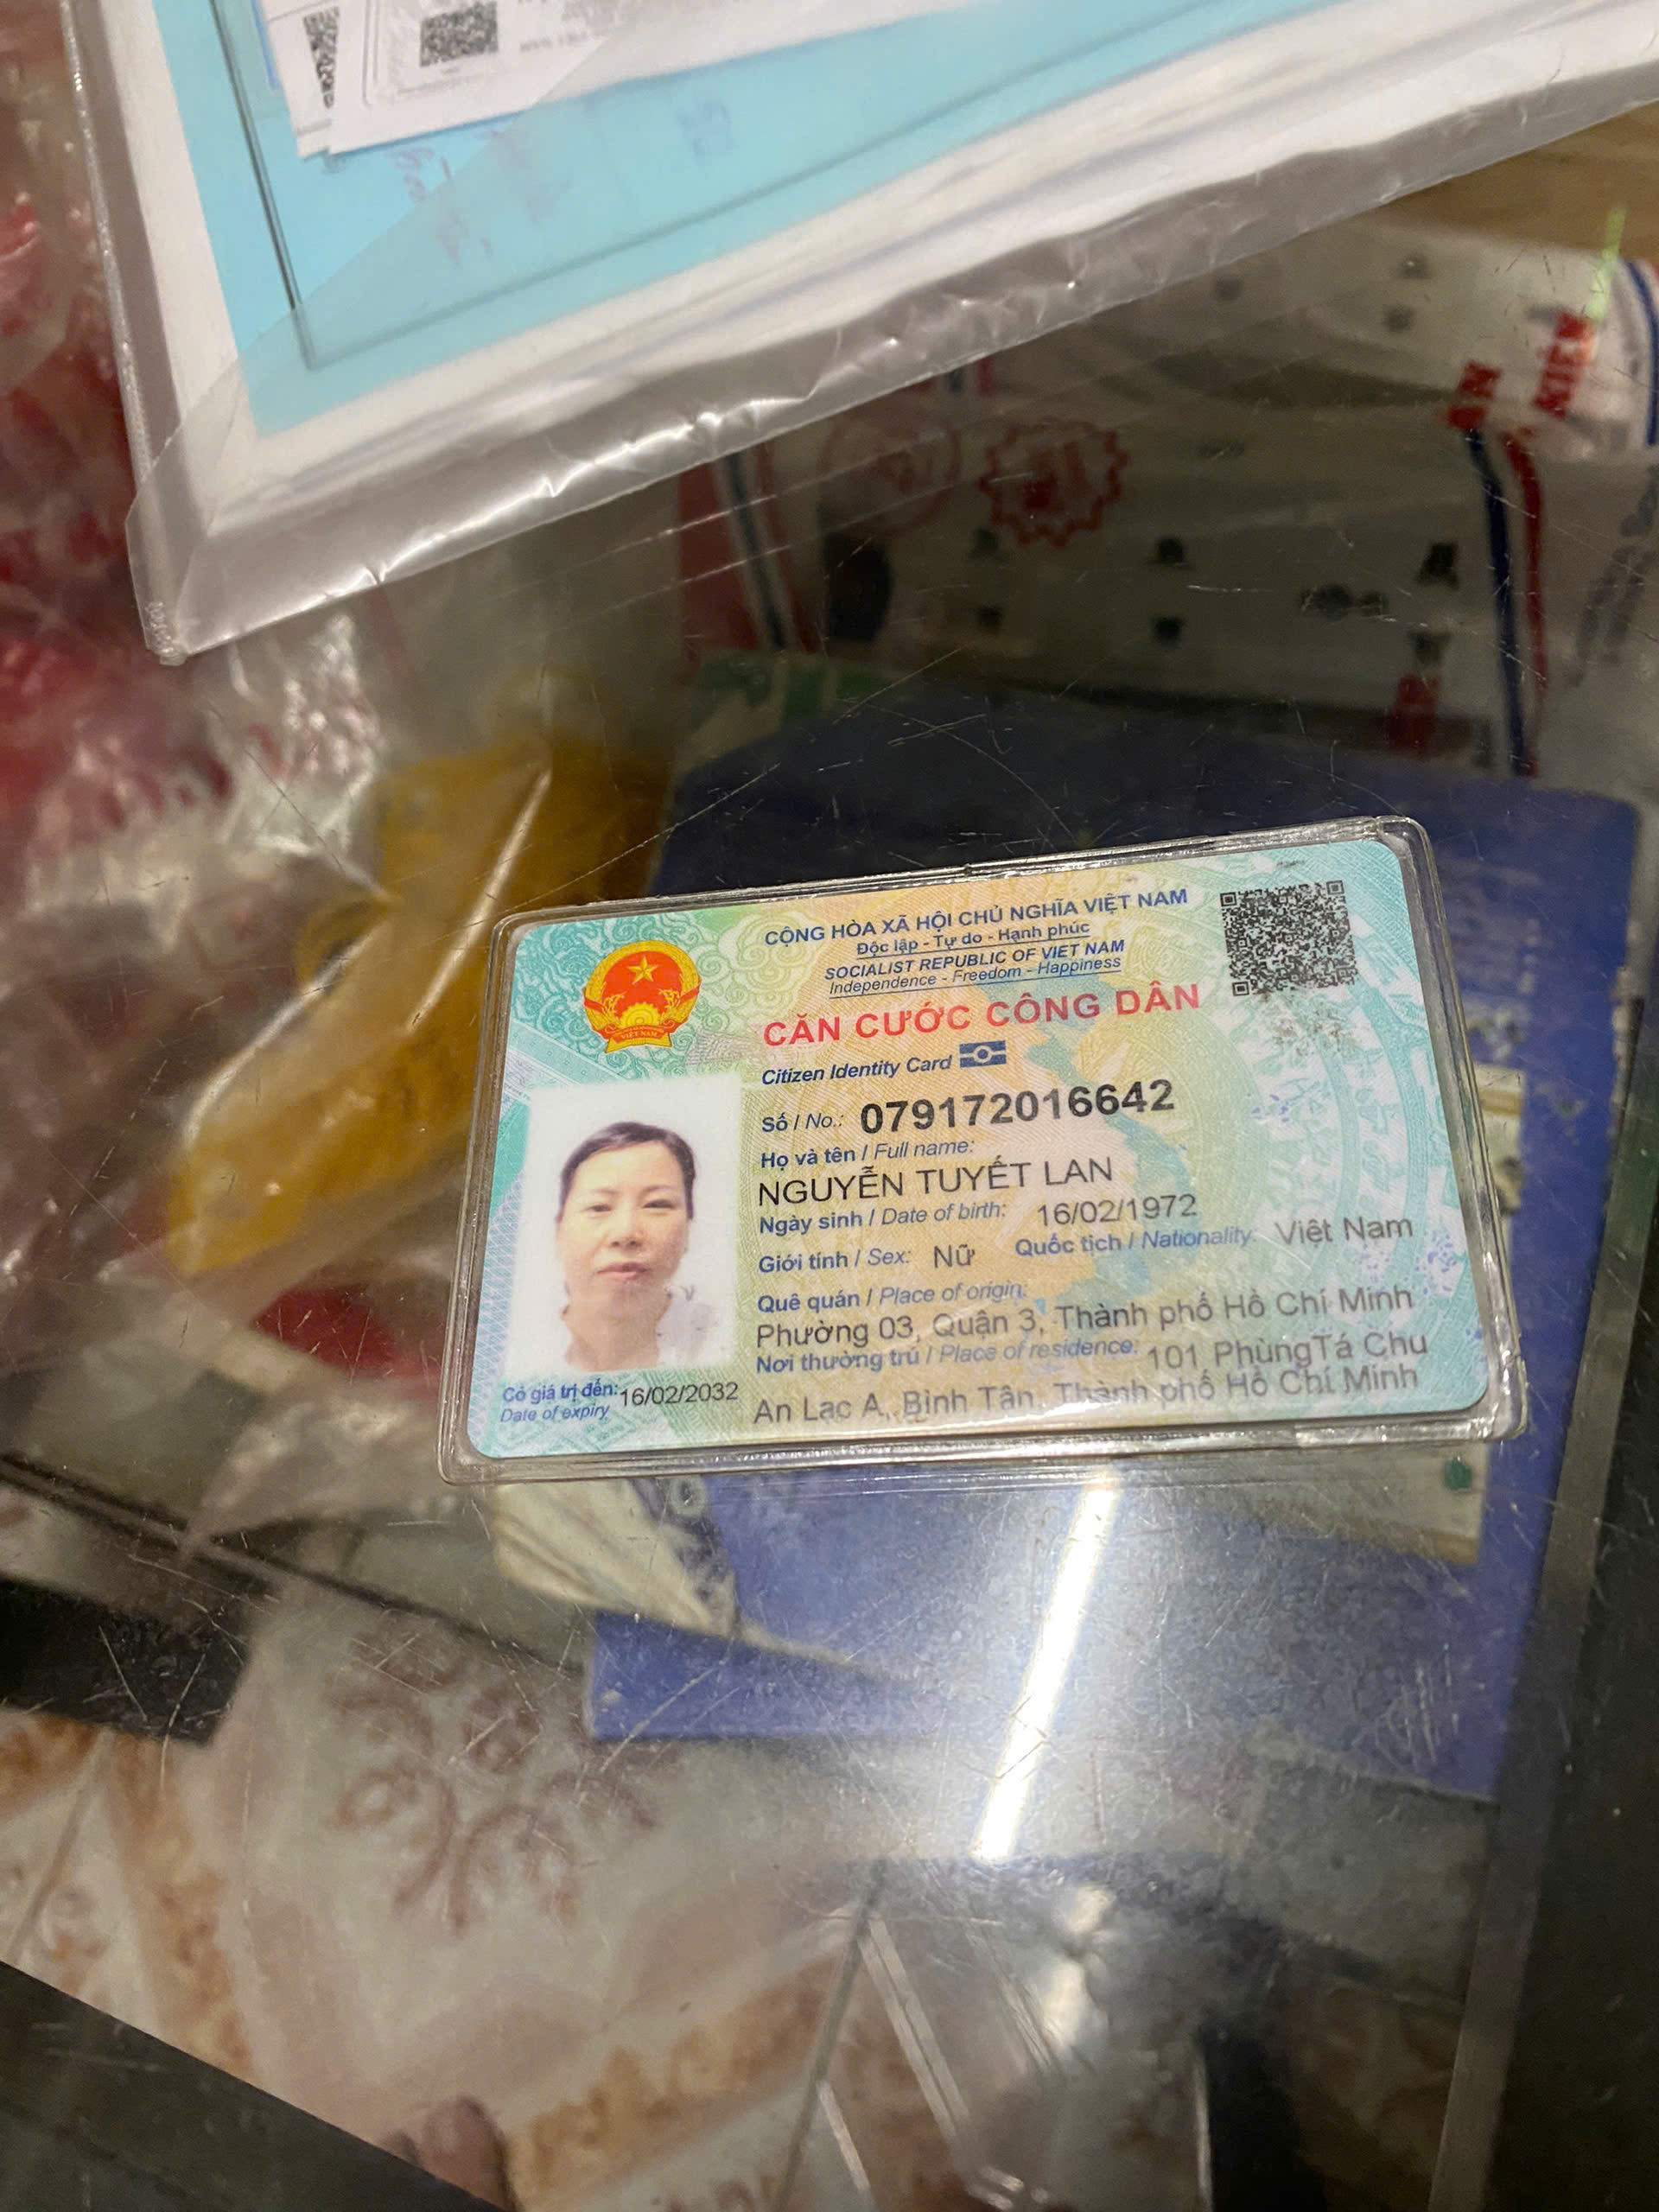 CỘNG HÒA XÃ HỘI CHỦ NGHĨA VIỆT NAM
Độc lập - Tự do - Hạnh phúc
SOCIALIST REPUBLIC OF VIET NAM
Independence - Freedom - Happiness
CĂN CƯỚC CÔNG DÂN
Citizen Identity Card
Số / No.: 079172016642
Họ và tên / Full name:
NGUYỄN TUYẾT LAN
Ngày sinh / Date of birth: 16/02/1972
Giới tính / Sex: Nữ Quốc tịch / Nationality: Việt Nam
Quê quán / Place of origin:
Phường 03, Quận 3, Thành phố Hồ Chí Minh
Nơi thường trú / Place of residence: 101 PhùngTá Chu
An Lạc A, Bình Tân, Thành phố Hồ Chí Minh
Có giá trị đến: 16/02/2032
Date of expiry
VIỆT NAM